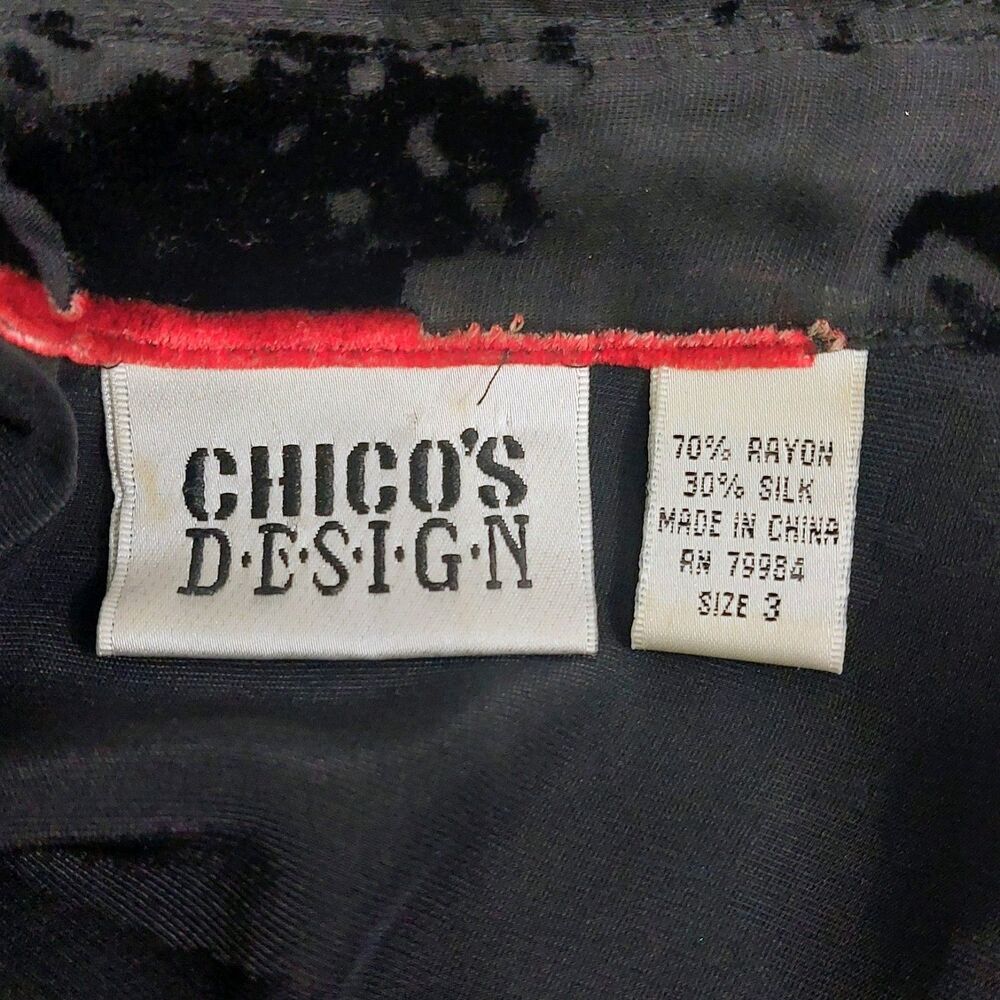 CHICO'S
D·E·S·I·G·N
70% RAYON
30% SILK
MADE IN CHINA
RN 79984
SIZE 3